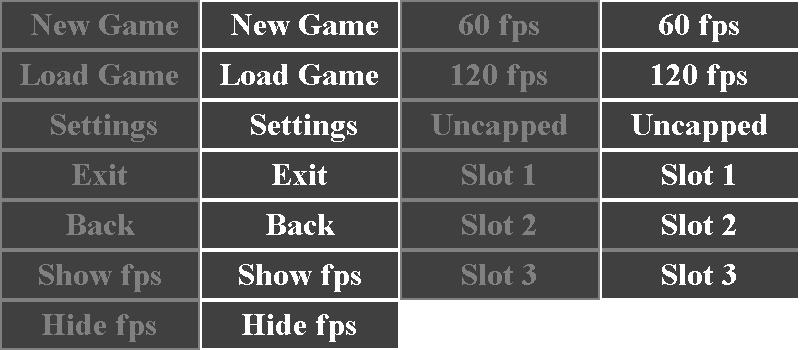 New Game New Game 60 fps 60 fps
Load Game Load Game 120 fps 120 fps
Settings Settings Uncapped Uncapped
Exit Exit Slot 1 Slot 1
Back Back Slot 2 Slot 2
Show fps Show fps Slot 3 Slot 3
Hide fps Hide fps